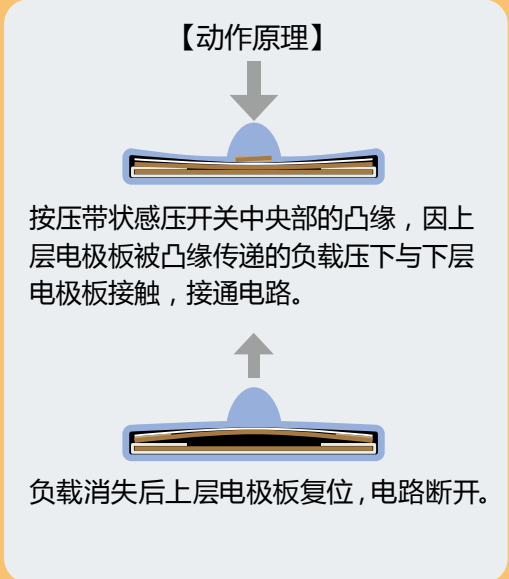 【动作原理】
按压带状感压开关中央部的凸缘，因上
层电极板被凸缘传递的负载压下与下层
电极板接触，接通电路。
负载消失后上层电极板复位，电路断开。